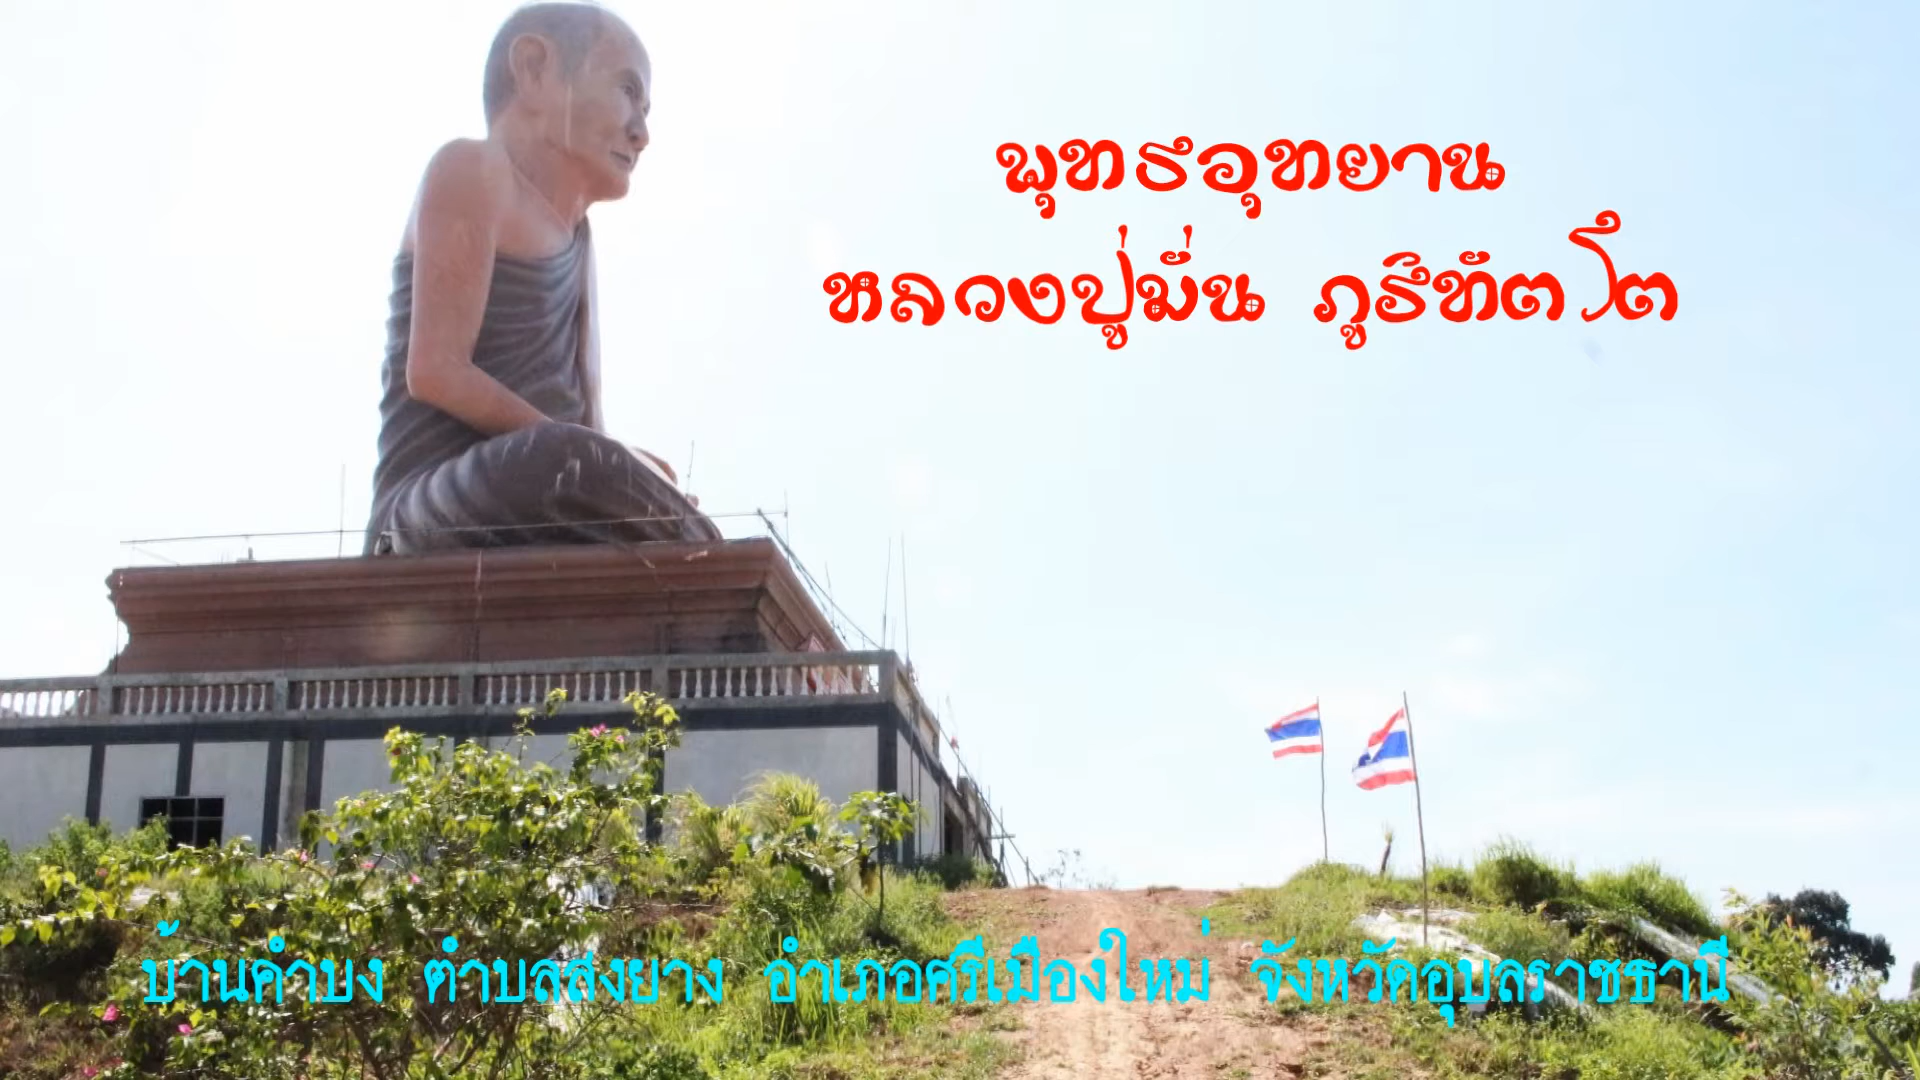 พุทธอุทยาน
หลวงปู่มั่น ภูริทัตโต
บ้านคำบง ตำบลสงยาง อำเภอศรีเมืองใหม่ จังหวัดอุบลราชธานี